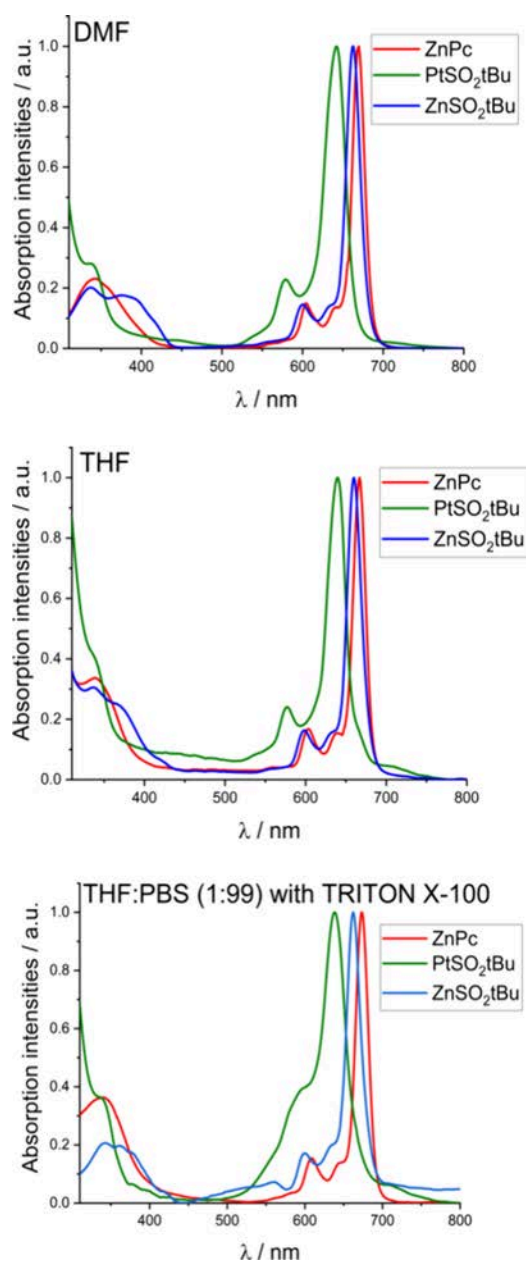 DMF
ZnPc
PtSO₂tBu
ZnSO₂tBu
Absorption intensities / a.u.
1.0
0.8
0.6
0.4
0.2
0.0
400 500 600 700 800
λ / nm
THF
ZnPc
PtSO₂tBu
ZnSO₂tBu
Absorption intensities / a.u.
1.0
0.8
0.6
0.4
0.2
0.0
400 500 600 700 800
λ / nm
THF:PBS (1:99) with TRITON X-100
ZnPc
PtSO₂tBu
ZnSO₂tBu
Absorption intensities / a.u.
1.0
0.8
0.6
0.4
0.2
0.0
400 500 600 700 800
λ / nm